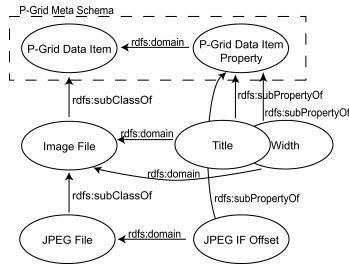 P-Grid Meta Schema
P-Grid Data Item
rdfs:domain
P-Grid Data Item
Property
rdfs:subClassOf
rdfs:subPropertyOf
rdfs:subPropertyOf
Image File
rdfs:domain
Title
Width
rdfs:domain
rdfs:subClassOf
rdfs:subPropertyOf
JPEG File
rdfs:domain
JPEG IF Offset